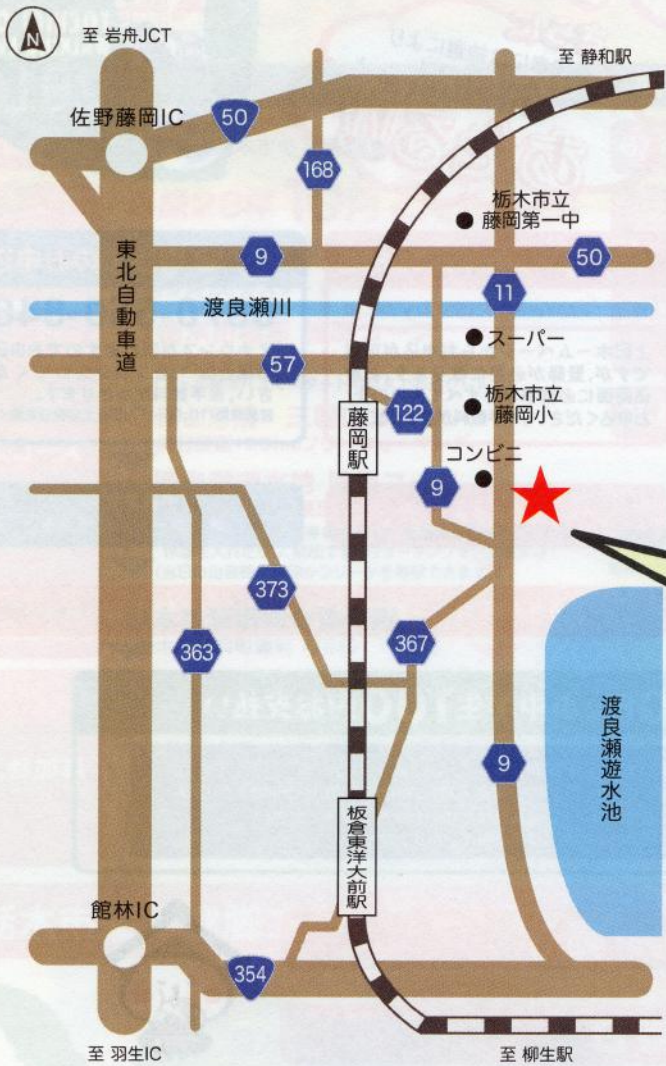 N
至 岩舟JCT
至 静和駅
佐野藤岡IC
50
168
栃木市立
藤岡第一中
9
50
東北自動車道
11
渡良瀬川
スーパー
57
122
栃木市立
藤岡小
藤岡駅
コンビニ
9
373
367
363
渡良瀬遊水池
9
板倉東洋大前駅
館林IC
354
至 羽生IC
至 柳生駅